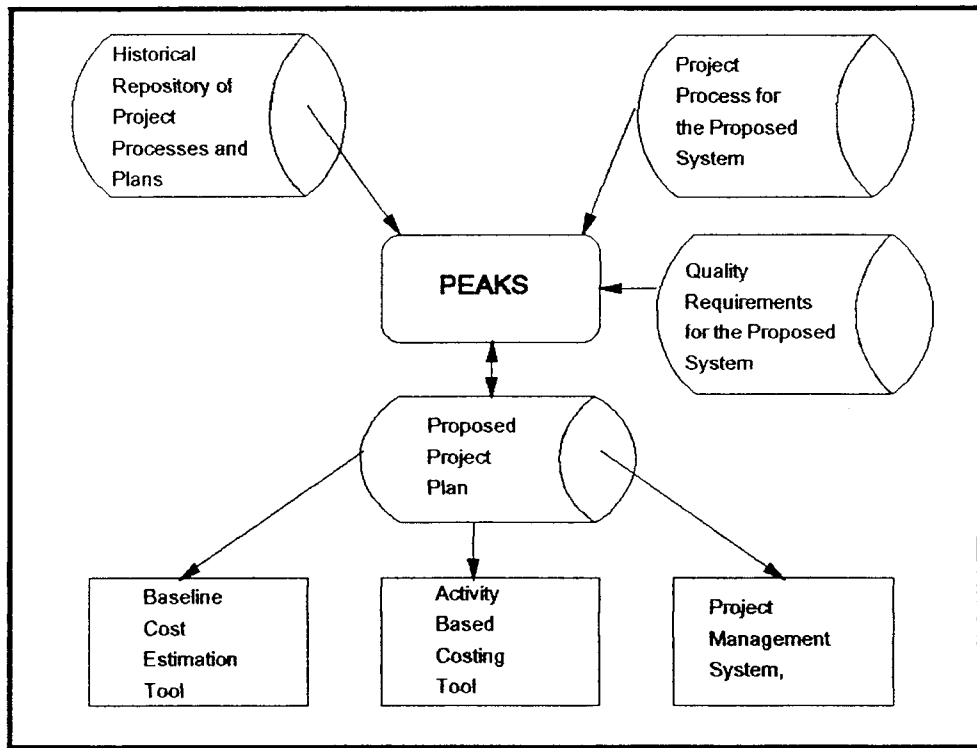 Historical
Repository of
Project
Processes and
Plans
Project
Process for
the Proposed
System
PEAKS
Quality
Requirements
for the Proposed
System
Proposed
Project
Plan
Baseline
Cost
Estimation
Tool
Activity
Based
Costing
Tool
Project
Management
System,